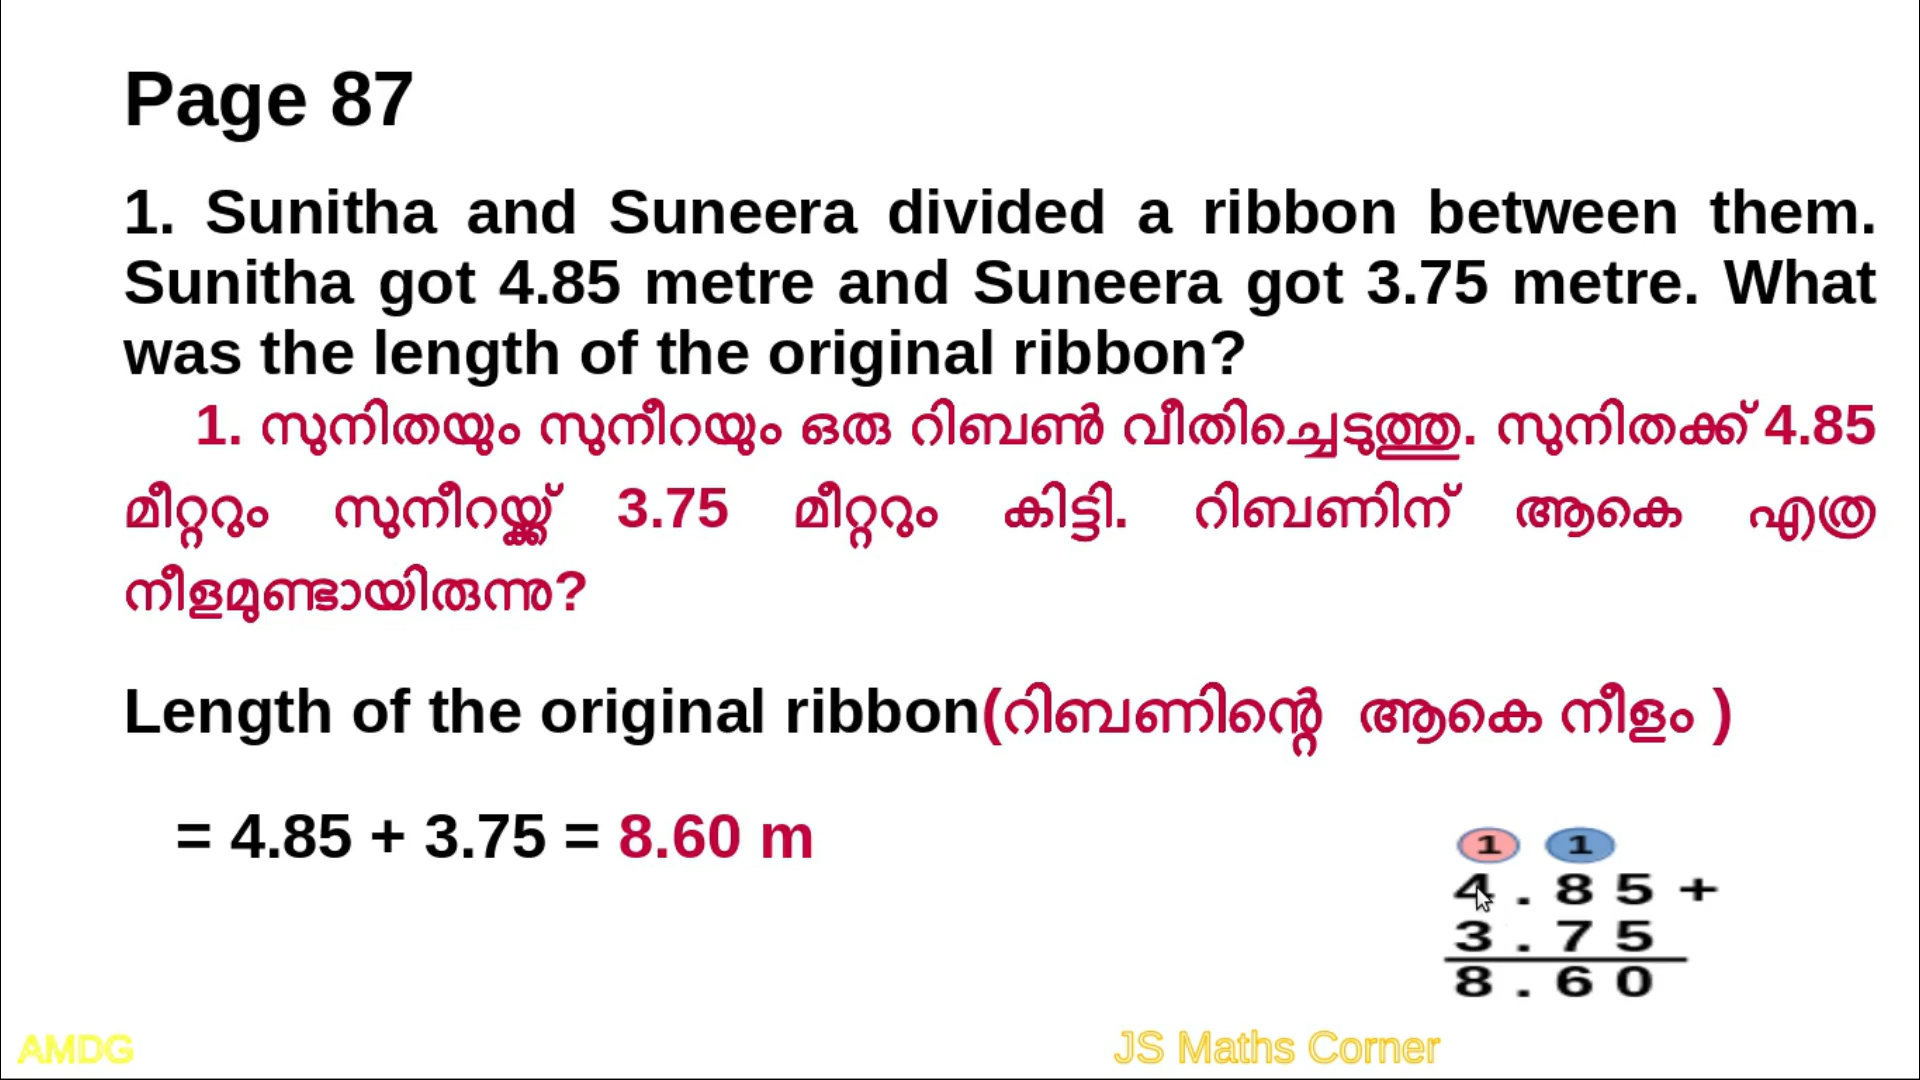 Page 87
1. Sunitha and Suneera divided a ribbon between them.
Sunitha got 4.85 metre and Suneera got 3.75 metre. What
was the length of the original ribbon?
1. സുനിതയും സുനീറയും ഒരു റിബൺ വീതിച്ചെടുത്തു. സുനിതക്ക് 4.85
മീറ്ററും സുനീറയ്ക്ക് 3.75 മീറ്ററും കിട്ടി. റിബണിന് ആകെ എത്ര
നീളമുണ്ടായിരുന്നു?
Length of the original ribbon(റിബണിന്റെ ആകെ നീളം )
= 4.85 + 3.75 = 8.60 m
1 1
4 . 8 5 +
3 . 7 5
8 . 6 0
AMDG
JS Maths Corner